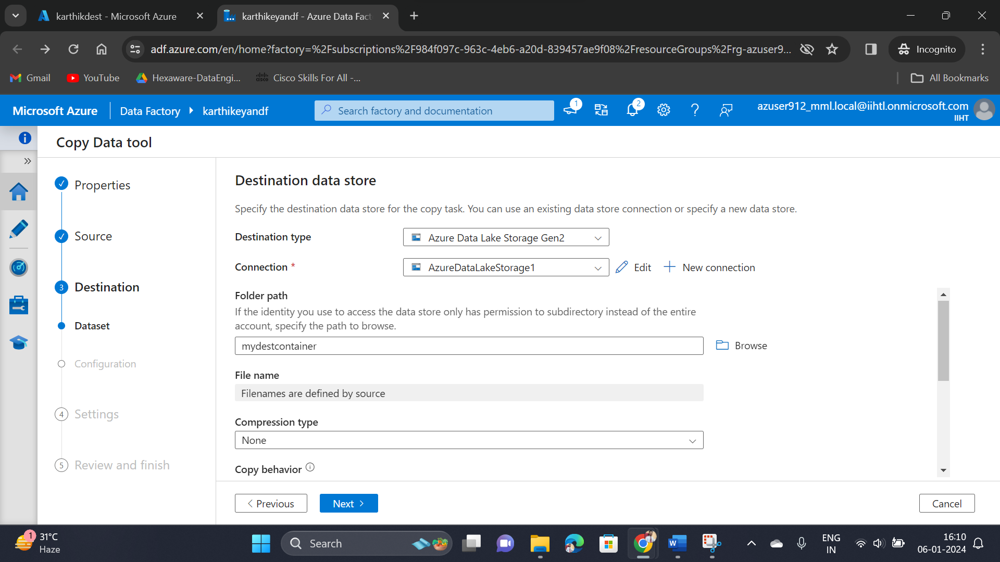 karthikdest - Microsoft Azure
karthikeyandf - Azure Data Fact
adf.azure.com/en/home?factory=%2Fsubscriptions%2F984f097c-963c-4eb6-a20d-839457ae9f08%2FresourceGroups%2Frg-azuser9...
Incognito
Gmail
YouTube
Hexaware-DataEngi...
Cisco Skills For All -...
All Bookmarks
Microsoft Azure
Data Factory
karthikeyandf
Search factory and documentation
1
2
azuser912_mml.local@iihtl.onmicrosoft.com
IIHT
Copy Data tool
Properties
Source
3 Destination
Dataset
Configuration
4 Settings
5 Review and finish
Destination data store
Specify the destination data store for the copy task. You can use an existing data store connection or specify a new data store.
Destination type
Azure Data Lake Storage Gen2
Connection *
AzureDataLakeStorage1
Edit
New connection
Folder path
If the identity you use to access the data store only has permission to subdirectory instead of the entire
account, specify the path to browse.
mydestcontainer
Browse
File name
Filenames are defined by source
Compression type
None
Copy behavior
Previous
Next
Cancel
1
31°C
Haze
Search
ENG
IN
16:10
06-01-2024